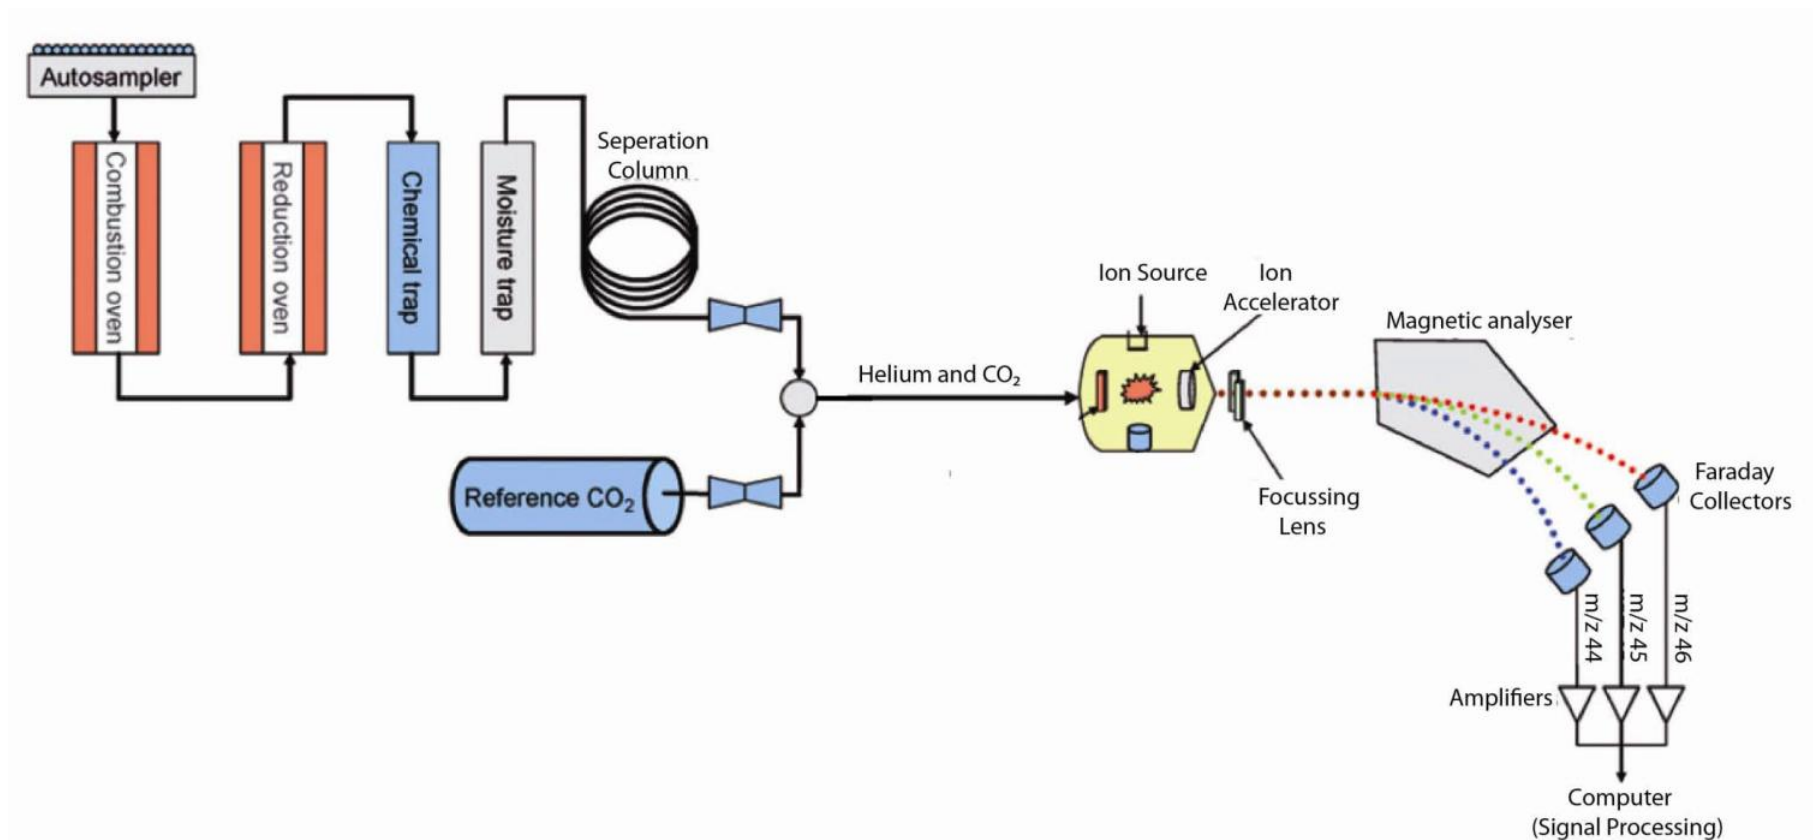 Autosampler
Combustion oven
Reduction oven
Chemical trap
Moisture trap
Seperation
Column
Reference CO₂
Helium and CO₂
Ion Source
Ion
Accelerator
Focussing
Lens
Magnetic analyser
Faraday
Collectors
m/z 44
m/z 45
m/z 46
Amplifiers
Computer
(Signal Processing)